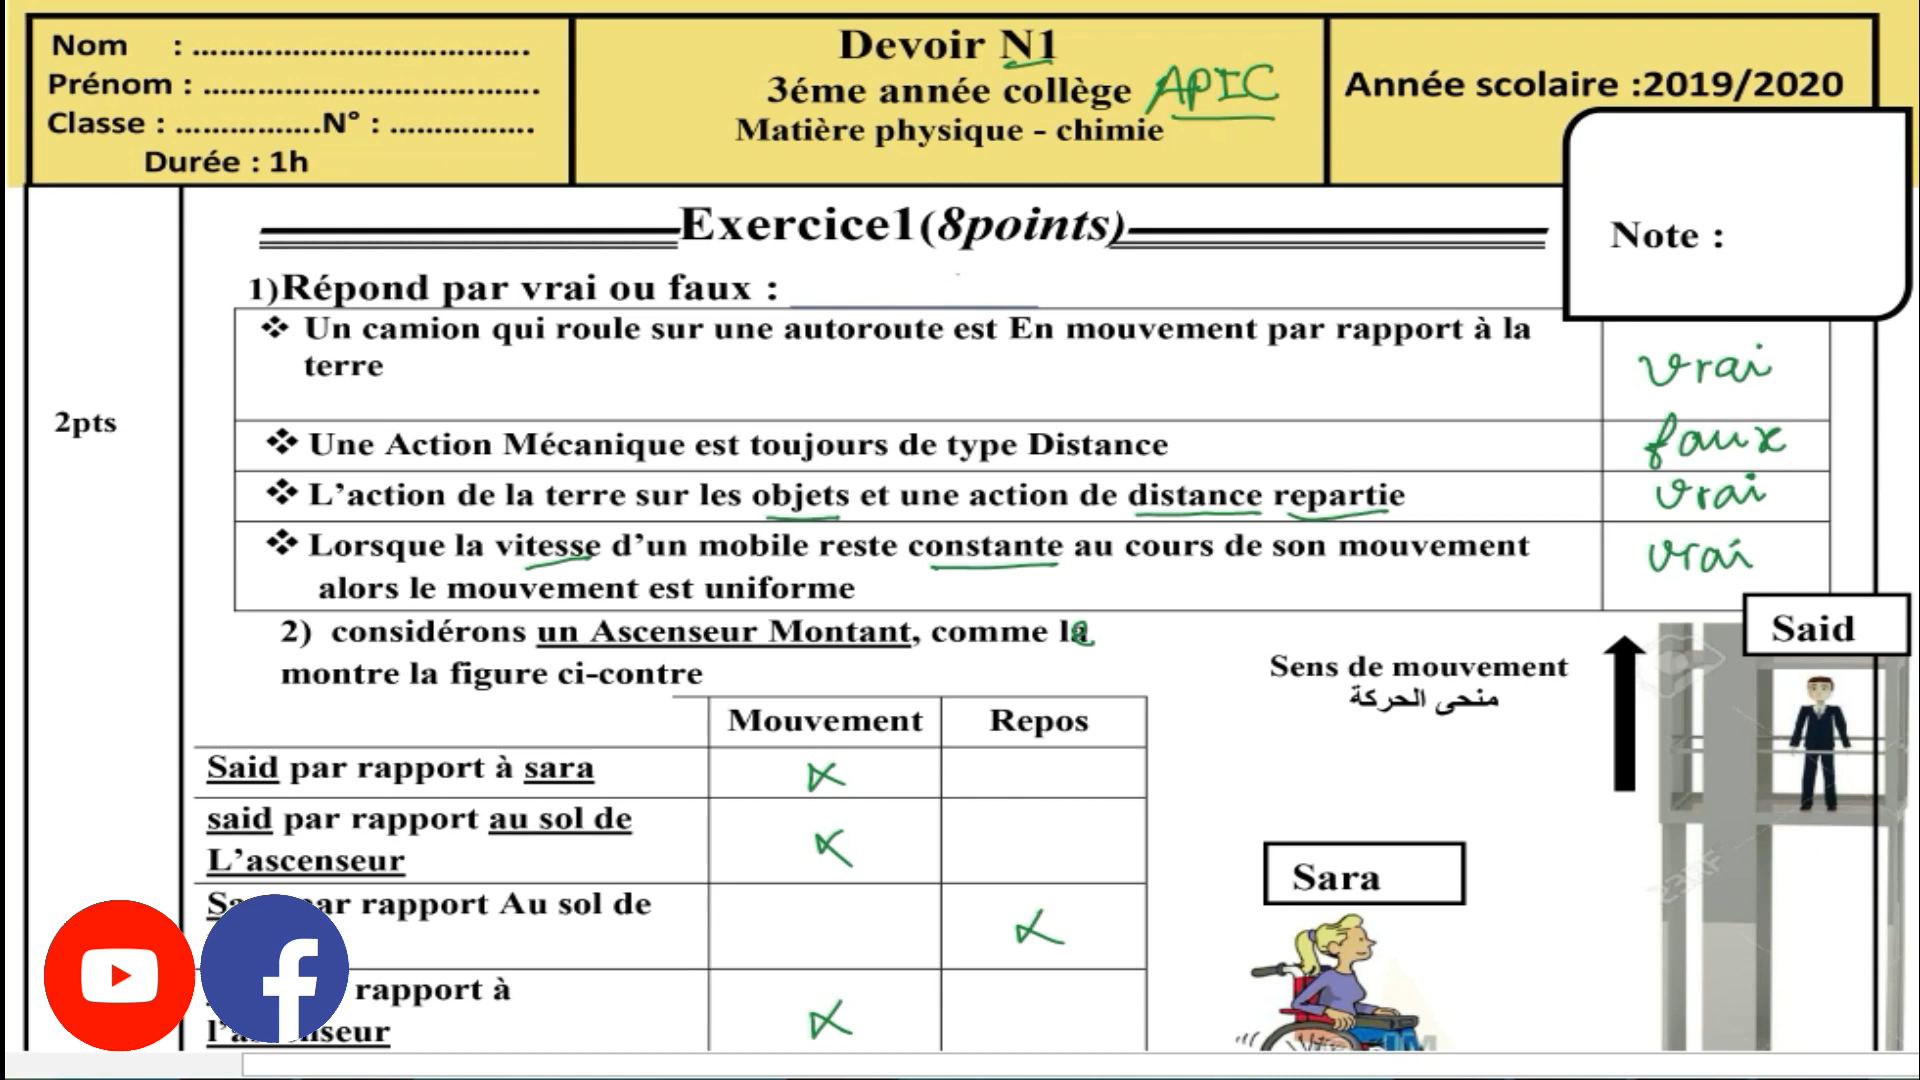 Nom : ......................................
Prénom : ......................................
Classe : ................N° : ..................
Durée : 1h
Devoir N1
3éme année collège APIC
Matière physique - chimie
Année scolaire :2019/2020
Note :
Exercice1(8points)
1)Répond par vrai ou faux :
2pts
❖ Un camion qui roule sur une autoroute est En mouvement par rapport à la
terre
vrai
❖ Une Action Mécanique est toujours de type Distance
faux
❖ L’action de la terre sur les objets et une action de distance repartie
vrai
❖ Lorsque la vitesse d’un mobile reste constante au cours de son mouvement
alors le mouvement est uniforme
vrai
2) considérons un Ascenseur Montant, comme le
montre la figure ci-contre
Sens de mouvement
منحى الحركة
Said
Mouvement Repos
Said par rapport à sara
said par rapport au sol de
L’ascenseur
par rapport Au sol de
rapport à
Sara